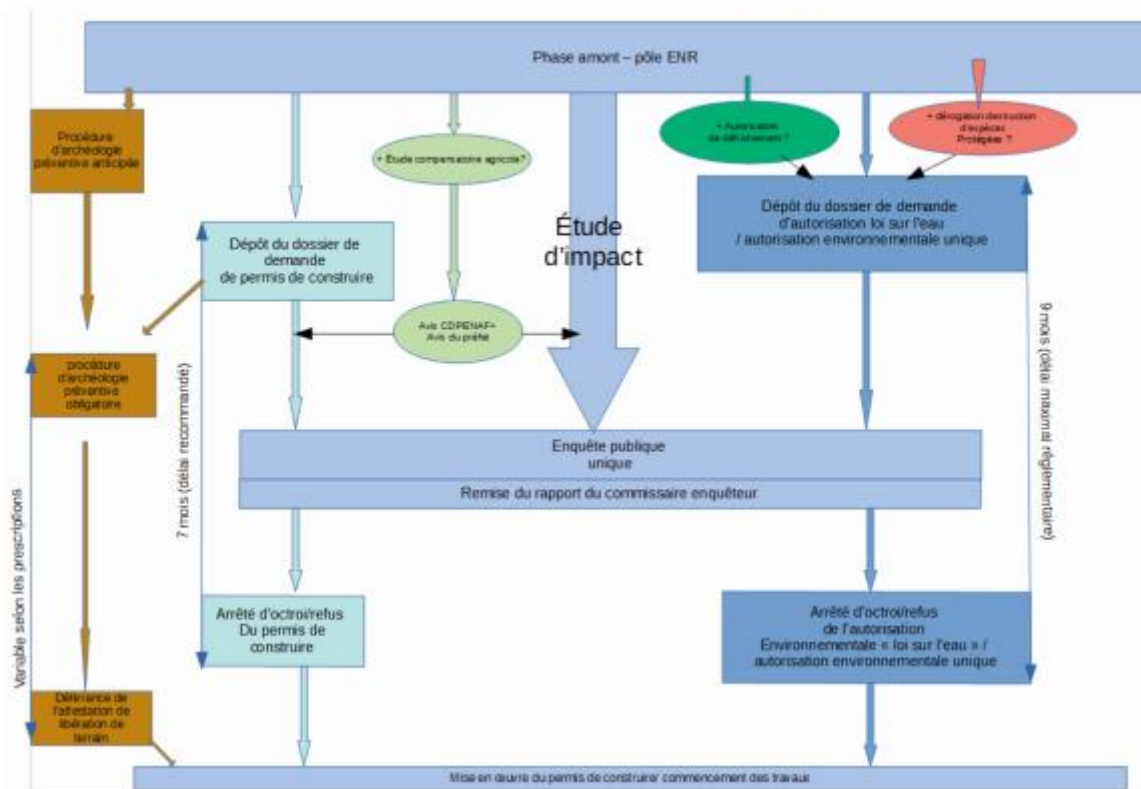 Phase amont – pôle ENR
Procédure
d'archéologie
préventive anticipée
+ Etude compensatoire agricole?
+ Autorisation
de défrichement ?
+ dérogation destruction
d'espèces
Protégées ?
Dépôt du dossier de
demande
de permis de construire
Étude
d'impact
Dépôt du dossier de demande
d'autorisation loi sur l'eau
/ autorisation environnementale unique
Avis CDPENAF+
Avis du préfet
procédure
d'archéologie
préventive
obligatoire
7 mois (délai recommandé)
9 mois (délai maximal réglementaire)
Variable selon les prescriptions
Enquête publique
unique
Remise du rapport du commissaire enquêteur
Arrêté d'octroi/refus
Du permis de
construire
Arrêté d'octroi/refus
de l'autorisation
Environnementale « loi sur l'eau » /
autorisation environnementale unique
Délivrance de
l'attestation de
libération de
terrain
Mise en œuvre du permis de construire/ commencement des travaux